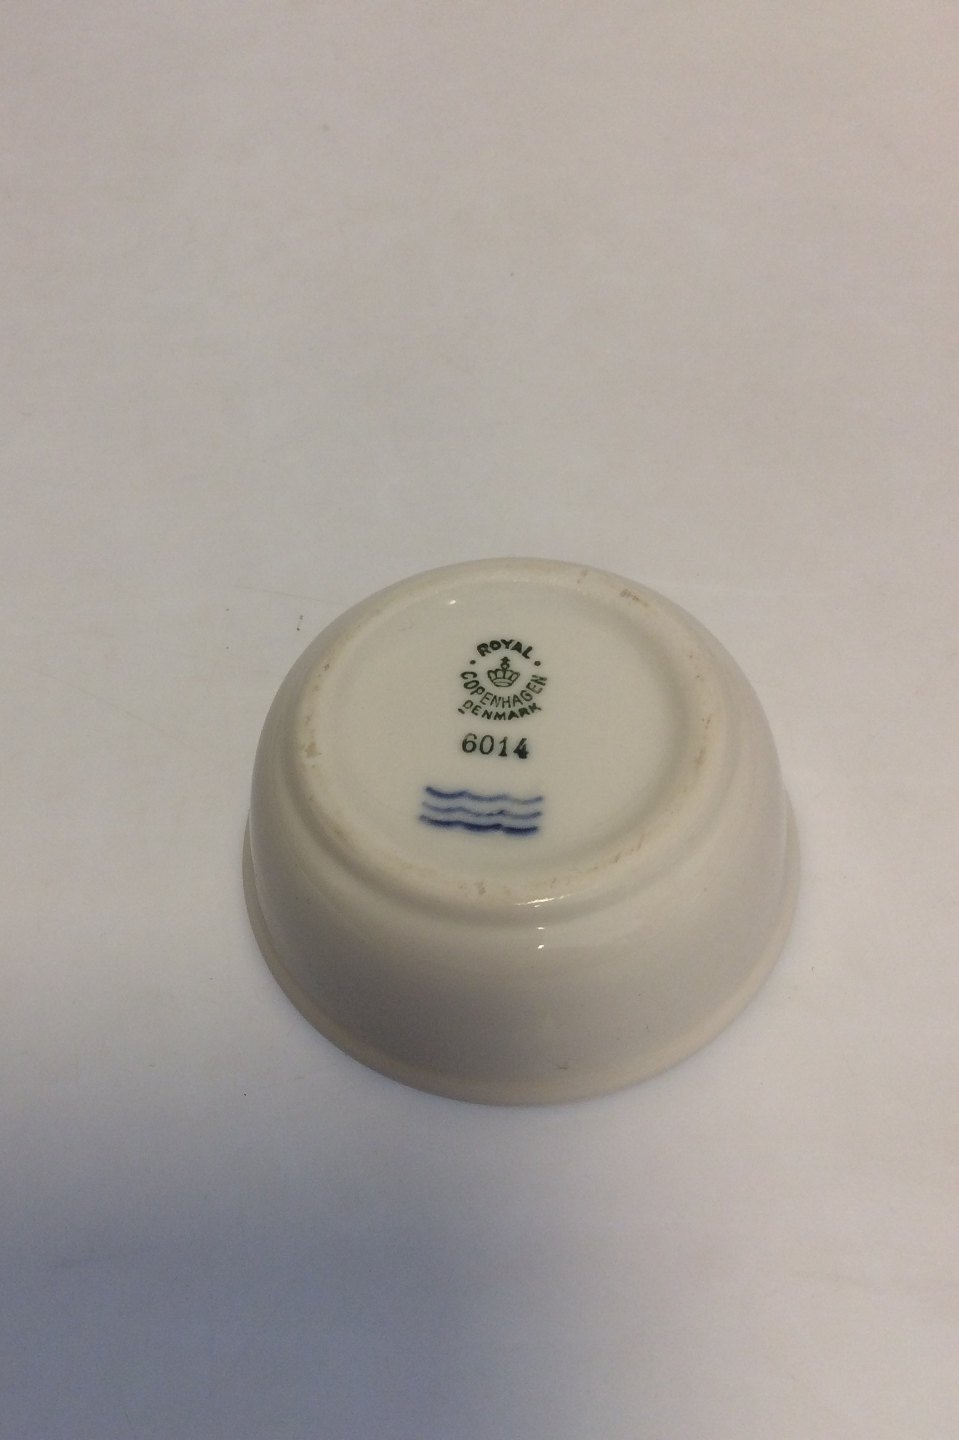 ROYAL
COPENHAGEN
DENMARK
6014